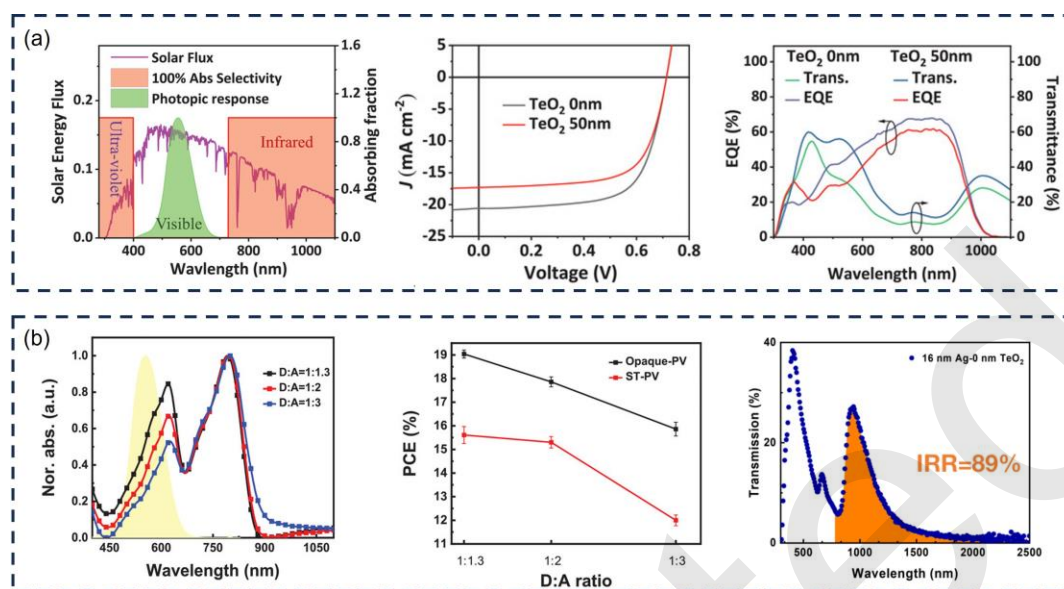 (a)
Solar Flux
100% Abs Selectivity
Photopic response
Ultra-violet
Visible
Infrared
Solar Energy Flux
0.2
0.1
0.0
Absorbing fraction
1.6
1.2
0.8
0.4
0.0
400 600 800 1000
Wavelength (nm)
J (mA cm⁻²)
5
0
-5
-10
-15
-20
-25
TeO₂ 0nm
TeO₂ 50nm
0.0 0.2 0.4 0.6 0.8
Voltage (V)
TeO₂ 0nm TeO₂ 50nm
Trans. Trans.
EQE EQE
EQE (%)
100
80
60
40
20
0
Transmittance (%)
100
80
60
40
20
0
400 600 800 1000
Wavelength (nm)
(b)
Nor. abs. (a.u.)
1.0
0.8
0.6
0.4
0.2
0.0
D:A=1:1.3
D:A=1:2
D:A=1:3
450 600 750 900 1050
Wavelength (nm)
PCE (%)
19
18
17
16
15
14
13
12
11
Opaque-PV
ST-PV
1:1.3 1:2 1:3
D:A ratio
Transmission (%)
40
20
0
16 nm Ag-0 nm TeO₂
IRR=89%
500 1000 1500 2000 2500
Wavelength (nm)